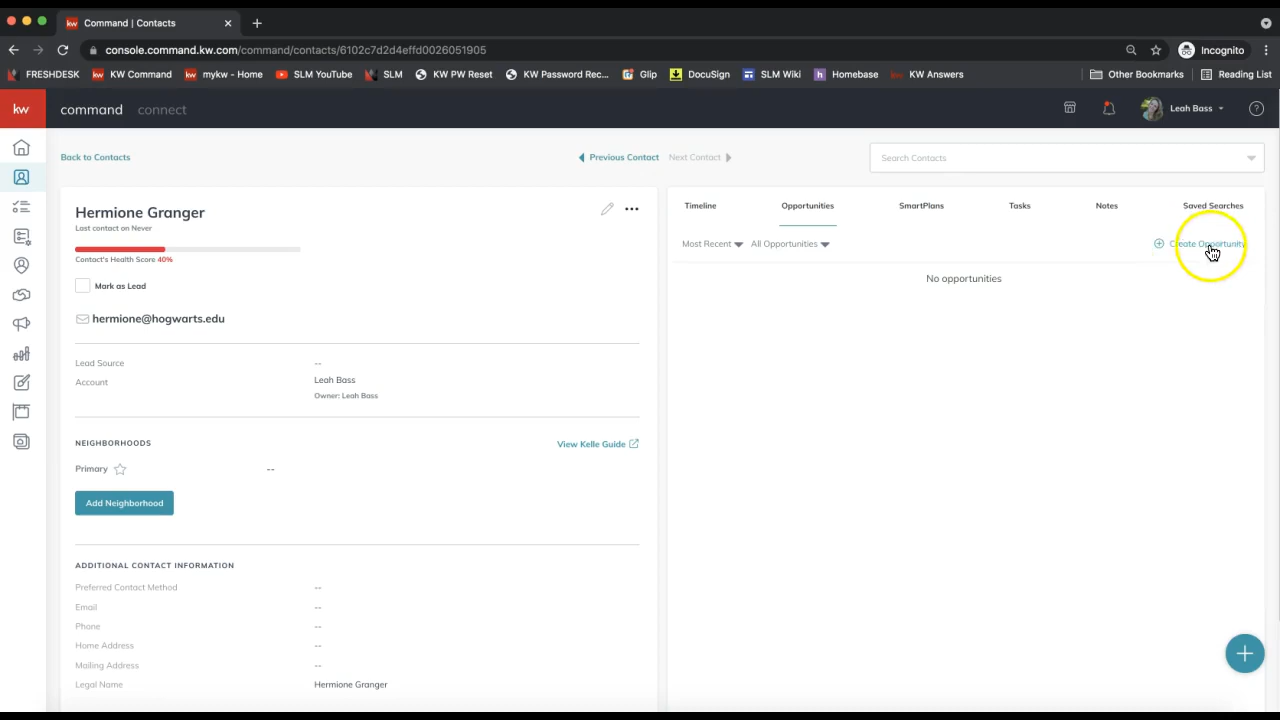 Command | Contacts
console.command.kw.com/command/contacts/6102c7d2d4effd0026051905
Incognito
FRESHDESK
KW Command
mykw - Home
SLM YouTube
SLM
KW PW Reset
KW Password Rec...
Glip
DocuSign
SLM Wiki
Homebase
KW Answers
Other Bookmarks
Reading List
kw
command
connect
Leah Bass
Back to Contacts
Previous Contact
Next Contact
Search Contacts
Hermione Granger
Last contact on Never
Contact's Health Score 40%
Mark as Lead
hermione@hogwarts.edu
Lead Source --
Account Leah Bass
Owner: Leah Bass
NEIGHBORHOODS
View Kelle Guide
Primary --
Add Neighborhood
ADDITIONAL CONTACT INFORMATION
Preferred Contact Method --
Email --
Phone --
Home Address --
Mailing Address --
Legal Name Hermione Granger
Timeline
Opportunities
SmartPlans
Tasks
Notes
Saved Searches
Most Recent
All Opportunities
Create Opportunity
No opportunities